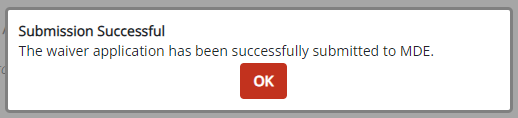 Submission Successful
The waiver application has been successfully submitted to MDE.
OK